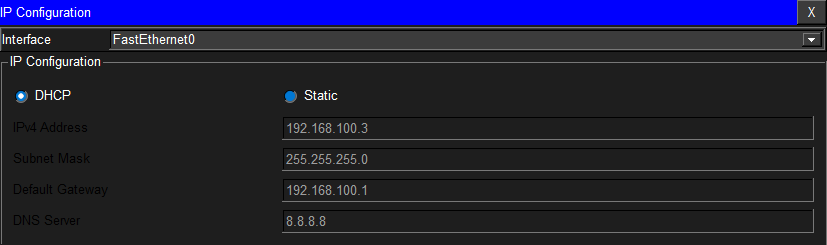 IP Configuration X
Interface FastEthernet0
IP Configuration
DHCP Static
IPv4 Address 192.168.100.3
Subnet Mask 255.255.255.0
Default Gateway 192.168.100.1
DNS Server 8.8.8.8